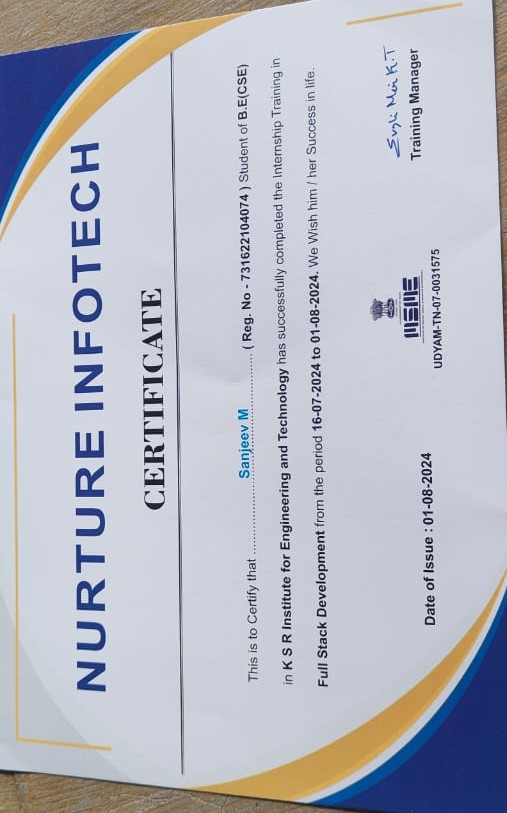 NURTURE INFOTECH
CERTIFICATE
This is to Certify that ........ Sanjeev M ........ ( Reg. No - 731622104074 ) Student of B.E(CSE)
in K S R Institute for Engineering and Technology has successfully completed the Internship Training in
Full Stack Development from the period 16-07-2024 to 01-08-2024. We Wish him / her Success in life.
MSME
K.T
Date of Issue : 01-08-2024
UDYAM-TN-07-0031575
Training Manager